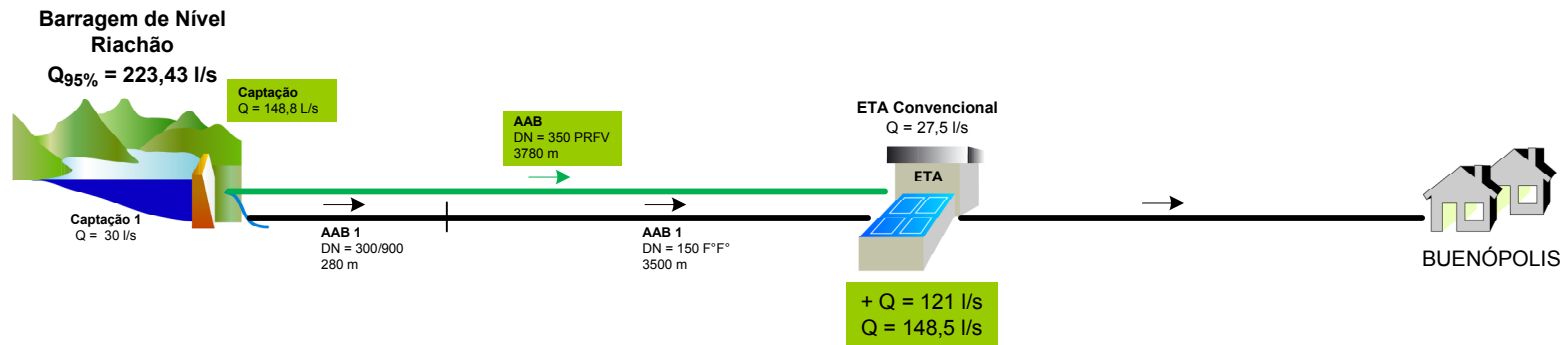 Barragem de Nível
Riachão
Q95% = 223,43 l/s
Captação
Q = 148,8 L/s
AAB
DN = 350 PRFV
3780 m
ETA Convencional
Q = 27,5 l/s
ETA
Captação 1
Q = 30 l/s
AAB 1
DN = 300/900
280 m
AAB 1
DN = 150 F°F°
3500 m
BUENÓPOLIS
+ Q = 121 l/s
Q = 148,5 l/s